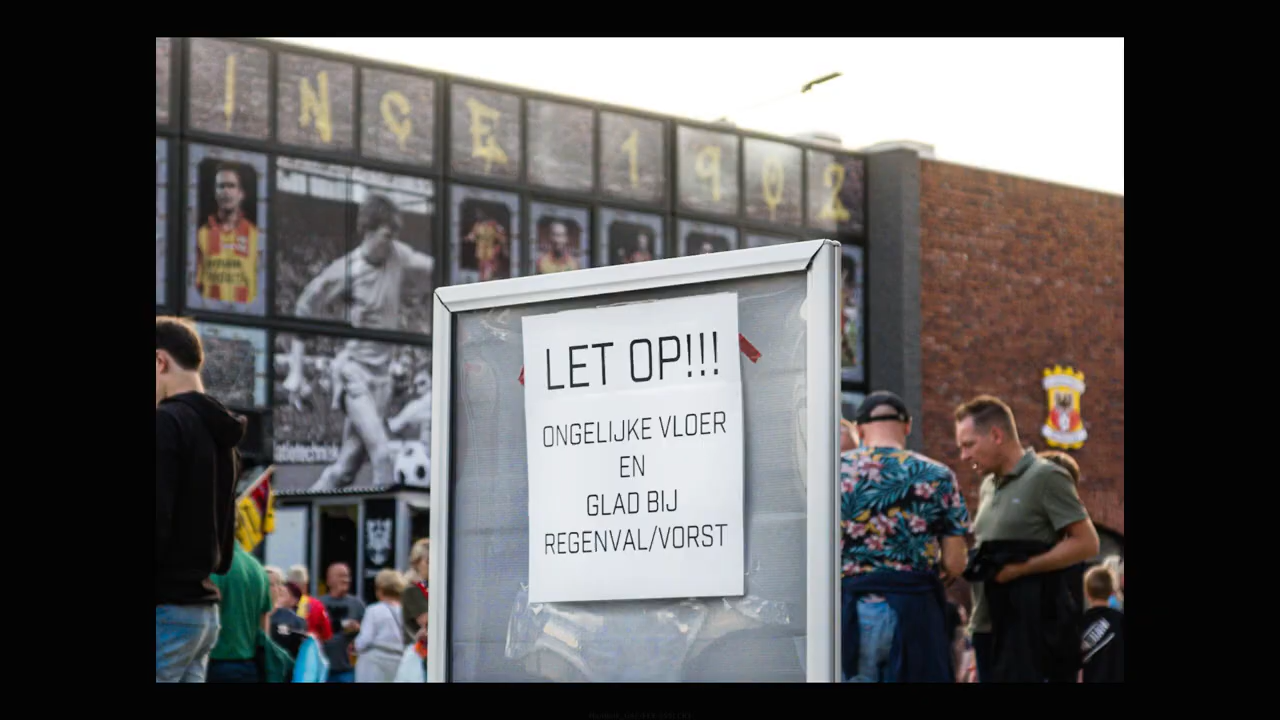 INCE 1902
LET OP!!!
ONGELIJKE VLOER
EN
GLAD BIJ
REGENVAL/VORST